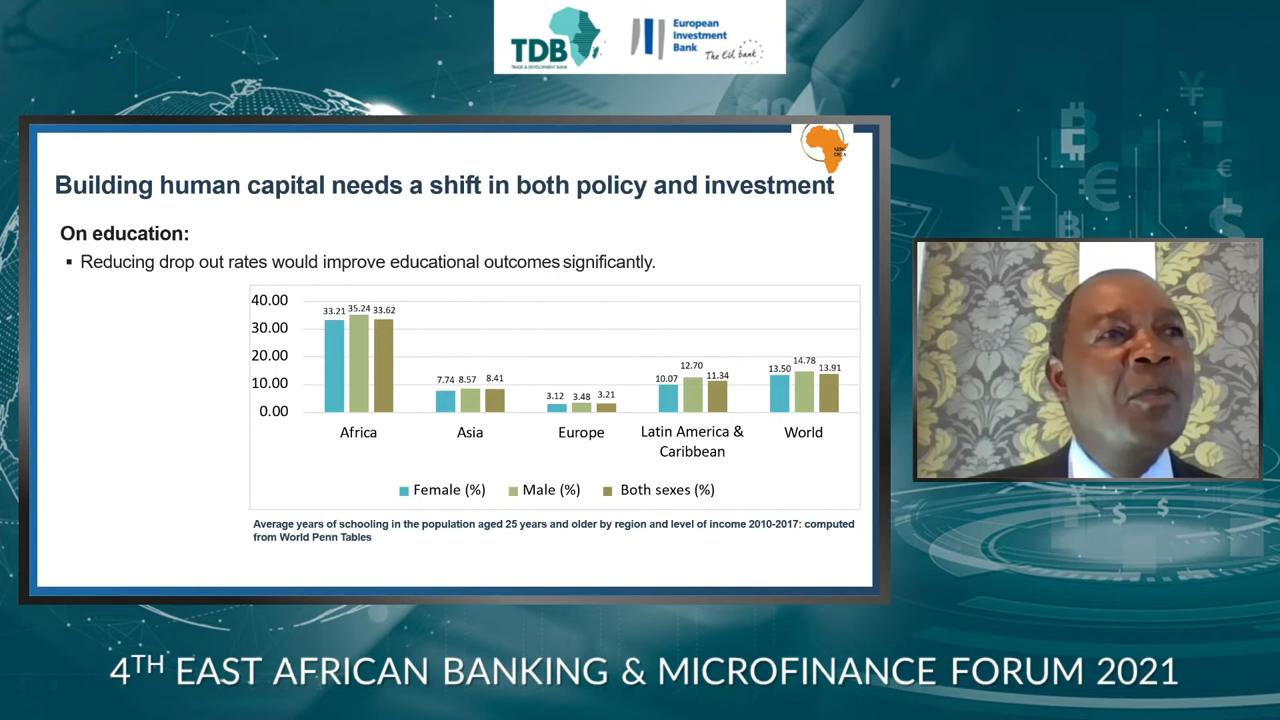 TDB
TRADE & DEVELOPMENT BANK
European
Investment
Bank
The EU bank
Building human capital needs a shift in both policy and investment
On education:
▪ Reducing drop out rates would improve educational outcomes significantly.
40.00
30.00
20.00
10.00
0.00
33.21 35.24 33.62
7.74 8.57 8.41
3.12 3.48 3.21
10.07 12.70 11.34
13.50 14.78 13.91
Africa
Asia
Europe
Latin America &
Caribbean
World
Female (%) Male (%) Both sexes (%)
Average years of schooling in the population aged 25 years and older by region and level of income 2010-2017: computed
from World Penn Tables
4TH EAST AFRICAN BANKING & MICROFINANCE FORUM 2021